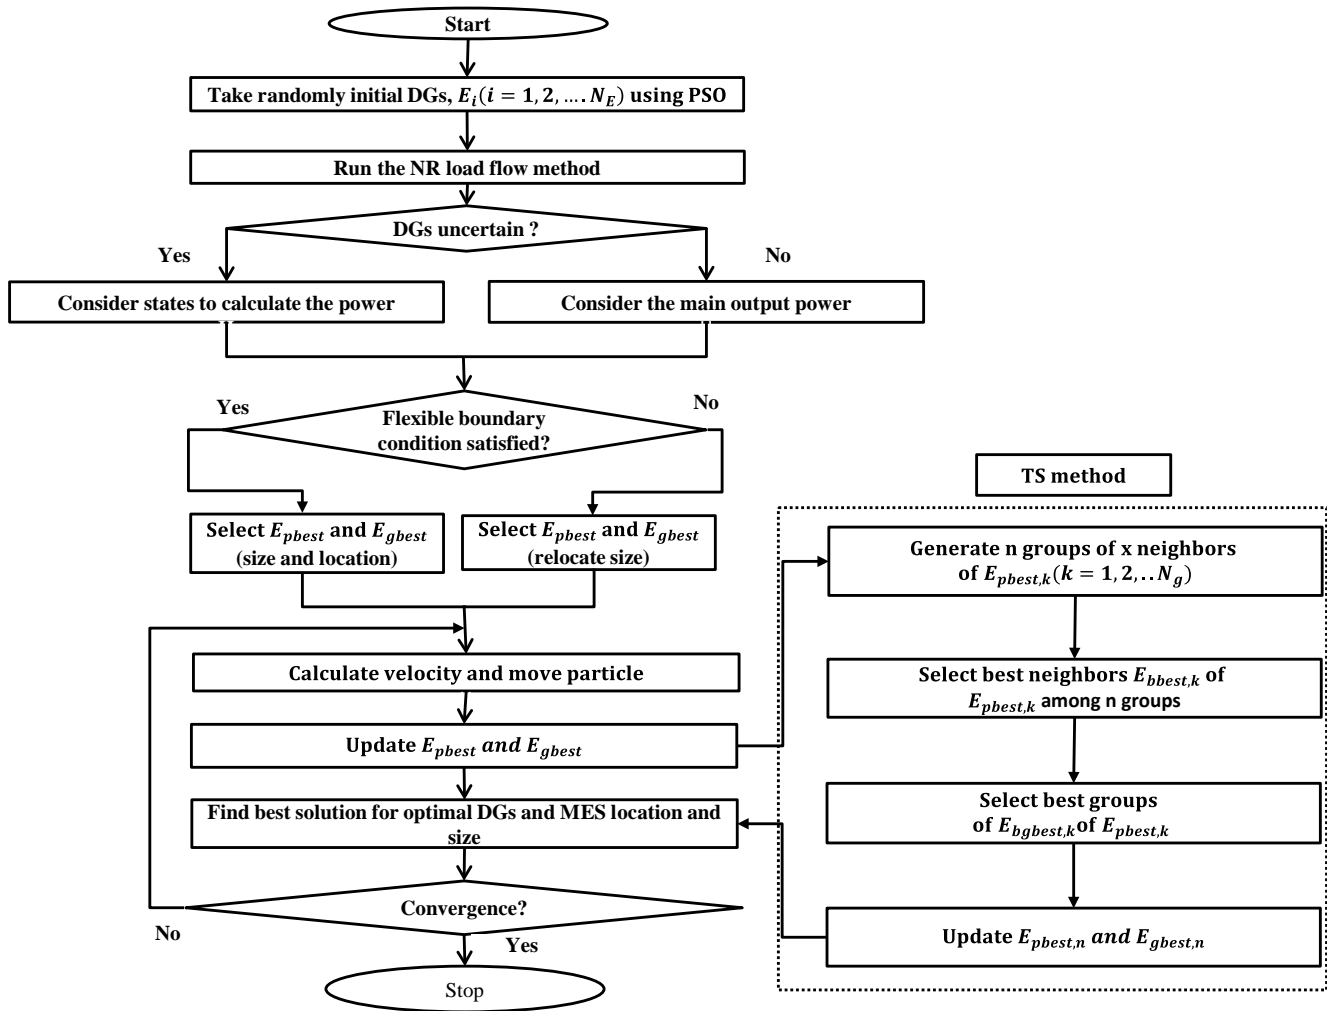 Start
Take randomly initial DGs, E_i(i = 1, 2, .... N_E) using PSO
Run the NR load flow method
DGs uncertain ?
Yes
No
Consider states to calculate the power
Consider the main output power
Yes
No
Flexible boundary
condition satisfied?
Select E_pbest and E_gbest
(size and location)
Select E_pbest and E_gbest
(relocate size)
Calculate velocity and move particle
Update E_pbest and E_gbest
Find best solution for optimal DGs and MES location and
size
Convergence?
No
Yes
Stop
TS method
Generate n groups of x neighbors
of E_pbest,k(k = 1, 2, . . N_g)
Select best neighbors E_bbest,k of
E_pbest,k among n groups
Select best groups
of E_bgbest,k of E_pbest,k
Update E_pbest,n and E_gbest,n